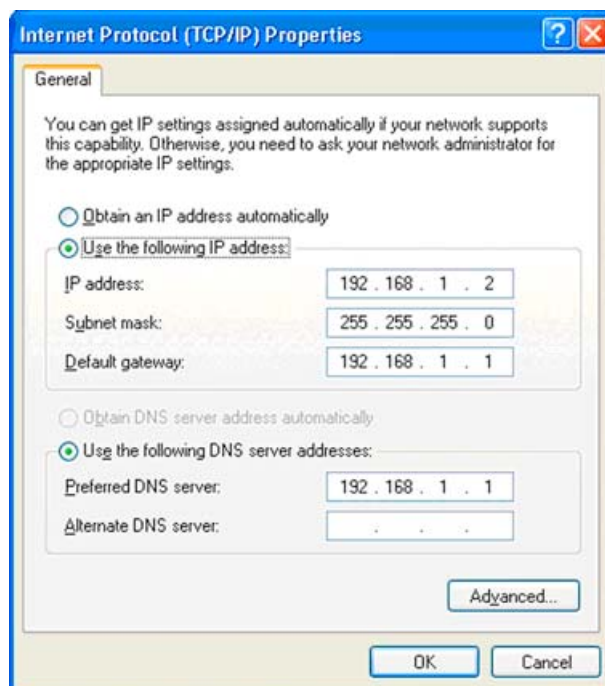 Internet Protocol (TCP/IP) Properties
General
You can get IP settings assigned automatically if your network supports
this capability. Otherwise, you need to ask your network administrator for
the appropriate IP settings.
Obtain an IP address automatically
Use the following IP address:
IP address: 192 . 168 . 1 . 2
Subnet mask: 255 . 255 . 255 . 0
Default gateway: 192 . 168 . 1 . 1
Obtain DNS server address automatically
Use the following DNS server addresses:
Preferred DNS server: 192 . 168 . 1 . 1
Alternate DNS server: . . .
Advanced...
OK Cancel